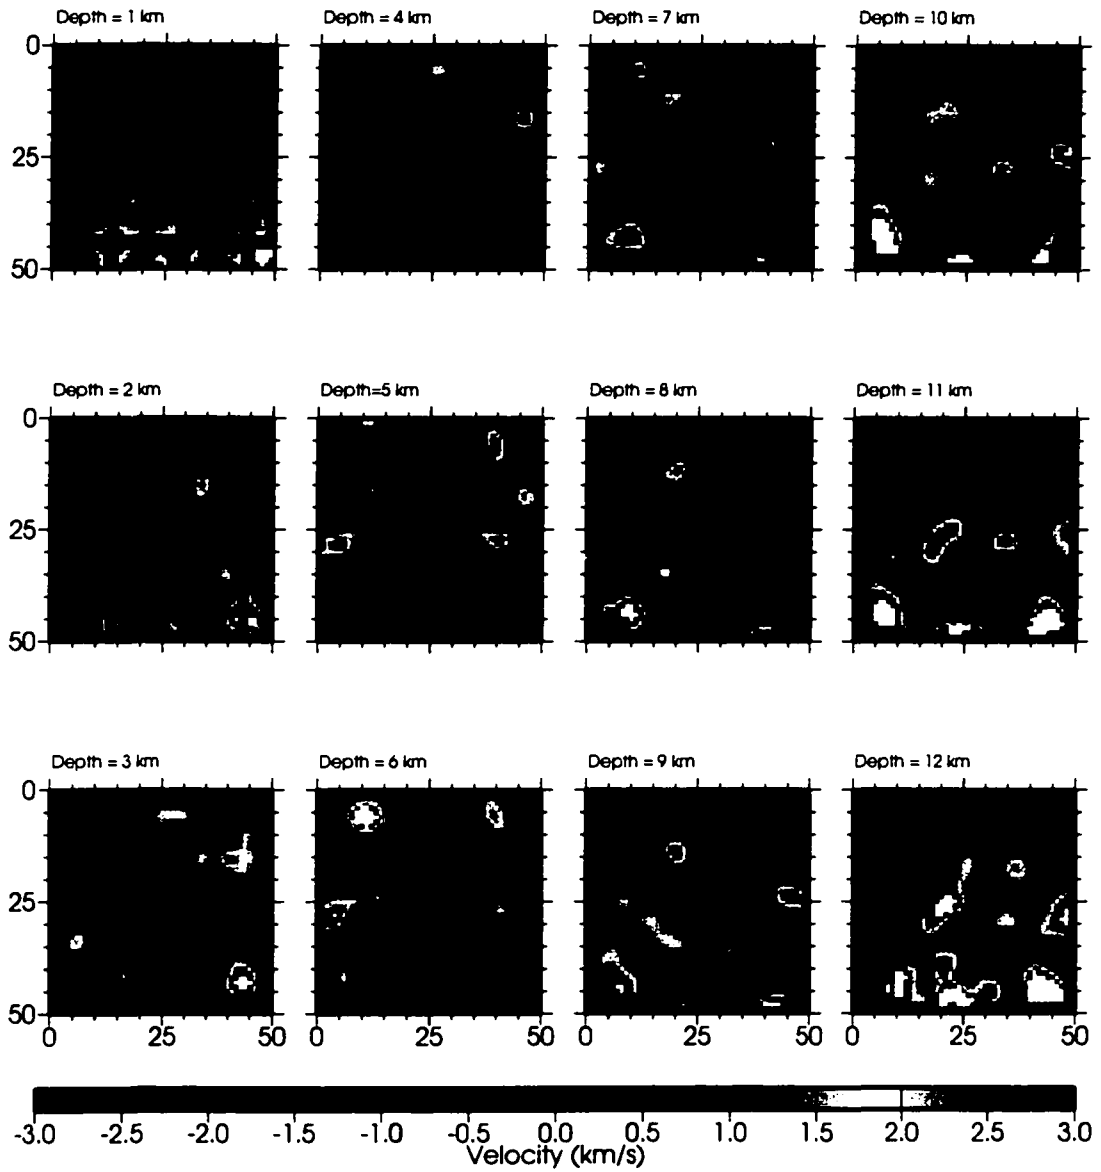 Depth = 1 km
Depth = 4 km
Depth = 7 km
Depth = 10 km
0
25
50
Depth = 2 km
Depth=5 km
Depth = 8 km
Depth = 11 km
0
25
50
Depth = 3 km
Depth = 6 km
Depth = 9 km
Depth = 12 km
0
25
50
0 25 50 0 25 50 0 25 50 0 25 50
-3.0 -2.5 -2.0 -1.5 -1.0 -0.5 0.0 0.5 1.0 1.5 2.0 2.5 3.0
Velocity (km/s)